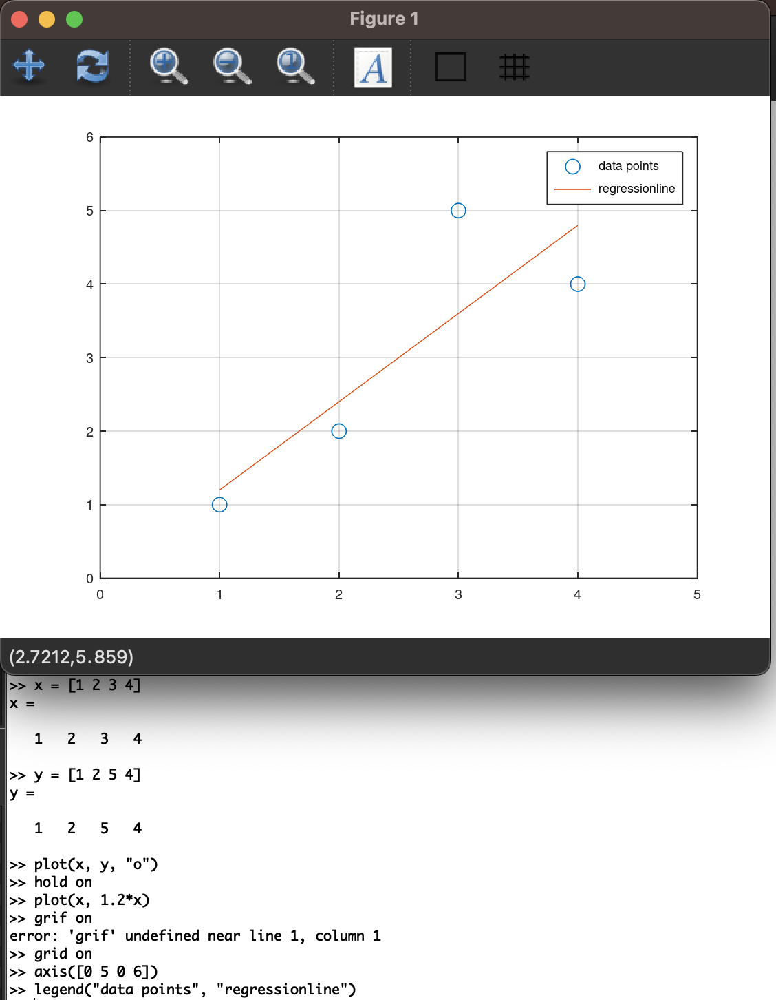 Figure 1
A
6
data points
regressionline
5
4
3
2
1
0
0 1 2 3 4 5
(2.7212,5.859)
>> x = [1 2 3 4]
x =
1 2 3 4
>> y = [1 2 5 4]
y =
1 2 5 4
>> plot(x, y, "o")
>> hold on
>> plot(x, 1.2*x)
>> grif on
error: 'grif' undefined near line 1, column 1
>> grid on
>> axis([0 5 0 6])
>> legend("data points", "regressionline")